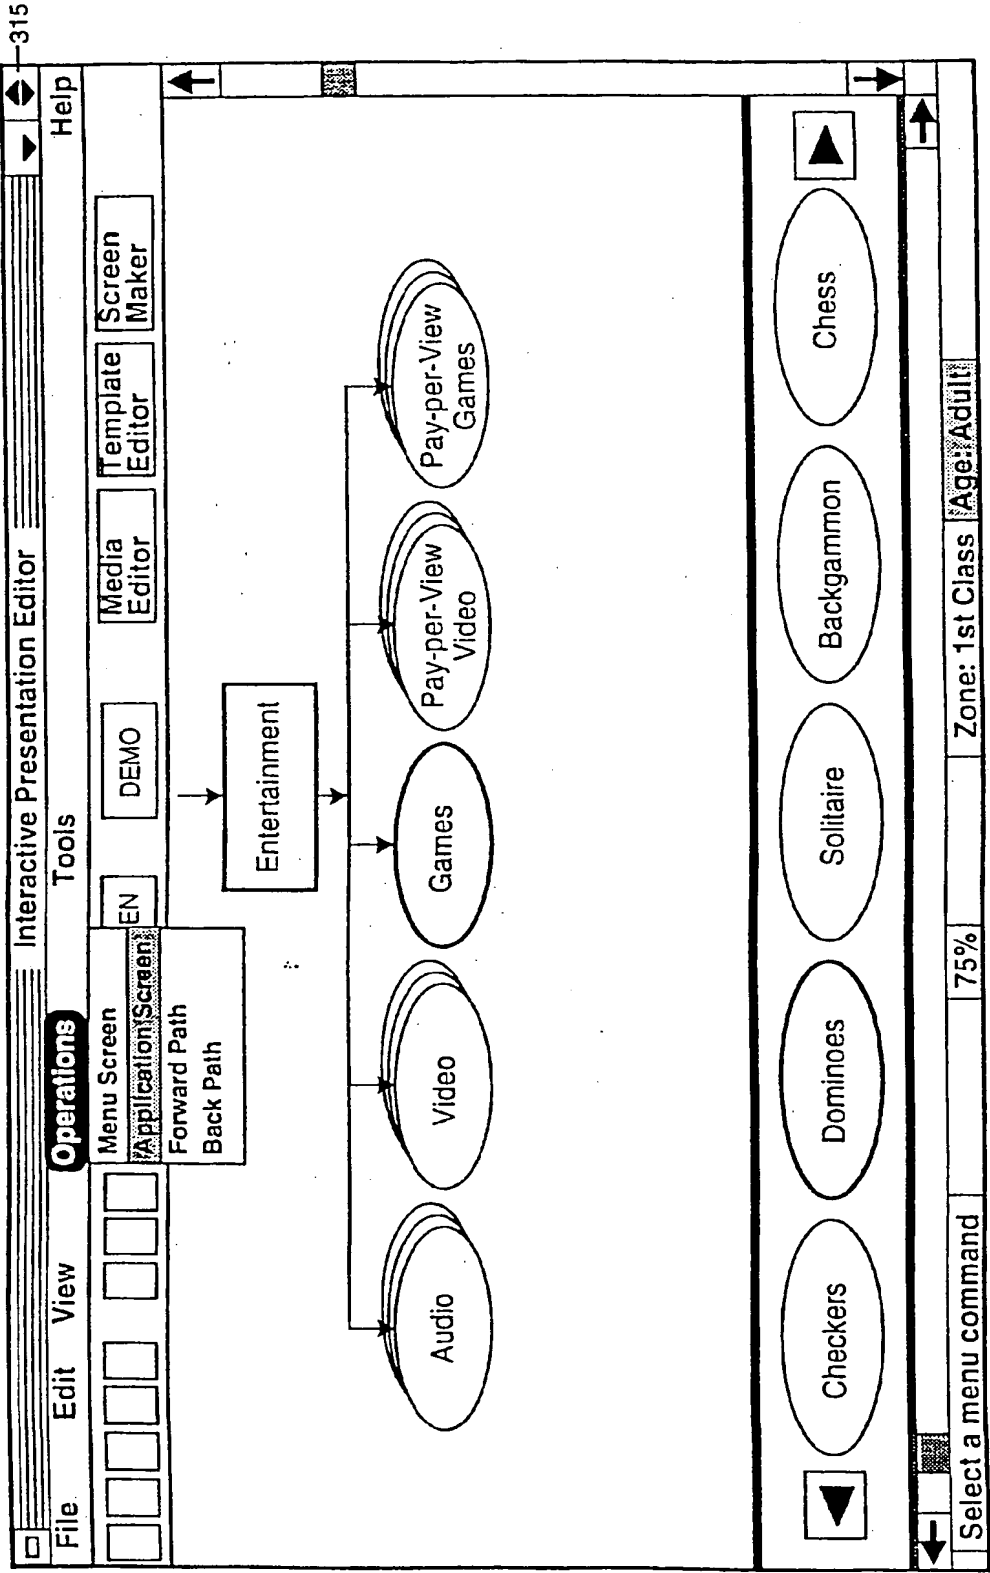 315
Interactive Presentation Editor
File Edit View Operations Tools Help
EN DEMO
Media
Editor
Template
Editor
Screen
Maker
Menu Screen
Application Screen
Forward Path
Back Path
Entertainment
Audio
Video
Games
Pay-per-View
Video
Pay-per-View
Games
Checkers
Dominoes
Solitaire
Backgammon
Chess
Select a menu command 75% Zone: 1st Class Age: Adult